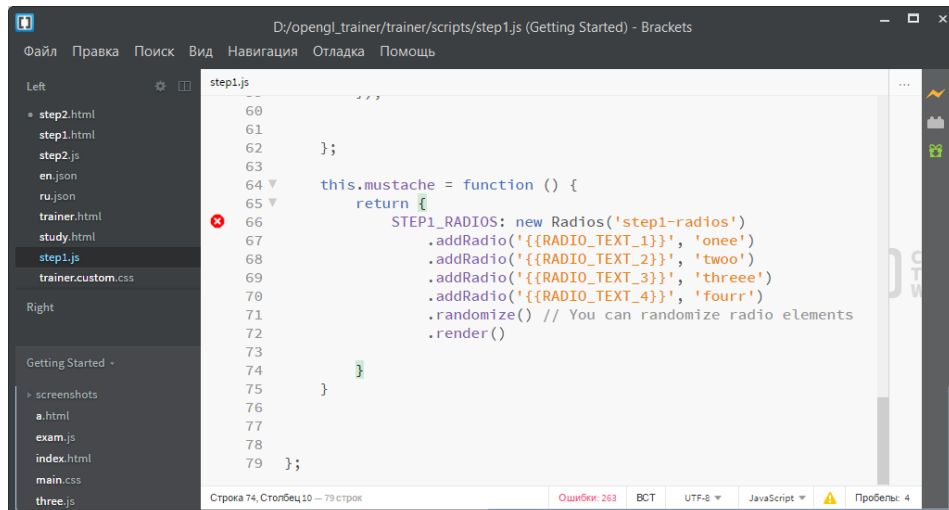 D:/opengl_trainer/trainer/scripts/step1.js (Getting Started) - Brackets
Файл Правка Поиск Вид Навигация Отладка Помощь
Left
step2.html
step1.html
step2.js
en.json
ru.json
trainer.html
study.html
step1.js
trainer.custom.css
Right
Getting Started
screenshots
a.html
exam.js
index.html
main.css
three.js
step1.js
60
61
62 };
63
64 this.mustache = function () {
65 return {
66 STEP1_RADIOS: new Radios('step1-radios')
67 .addRadio('{{RADIO_TEXT_1}}', 'onee')
68 .addRadio('{{RADIO_TEXT_2}}', 'twoo')
69 .addRadio('{{RADIO_TEXT_3}}', 'threee')
70 .addRadio('{{RADIO_TEXT_4}}', 'fourr')
71 .randomize() // You can randomize radio elements
72 .render()
73
74 }
75 }
76
77
78
79 };
Строка 74, Столбец 10 — 79 строк
Ошибки: 263 ВСТ UTF-8 JavaScript Пробелы: 4